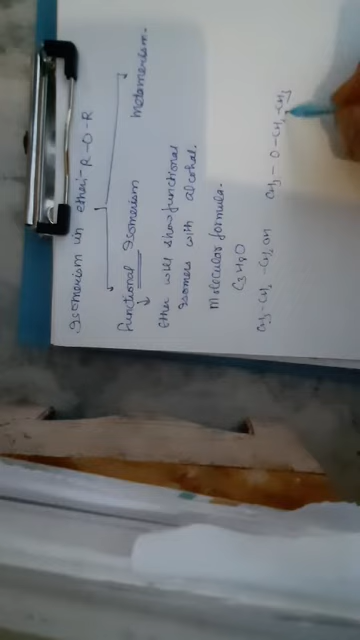 Isomerism in ether:- R-O-R
Functional Isomerism    Metamerism.
Ether will show functional
isomers with alcohol.
Molecular formula.
C3H8O
CH3-CH2-CH2OH    CH3-O-CH2-CH3